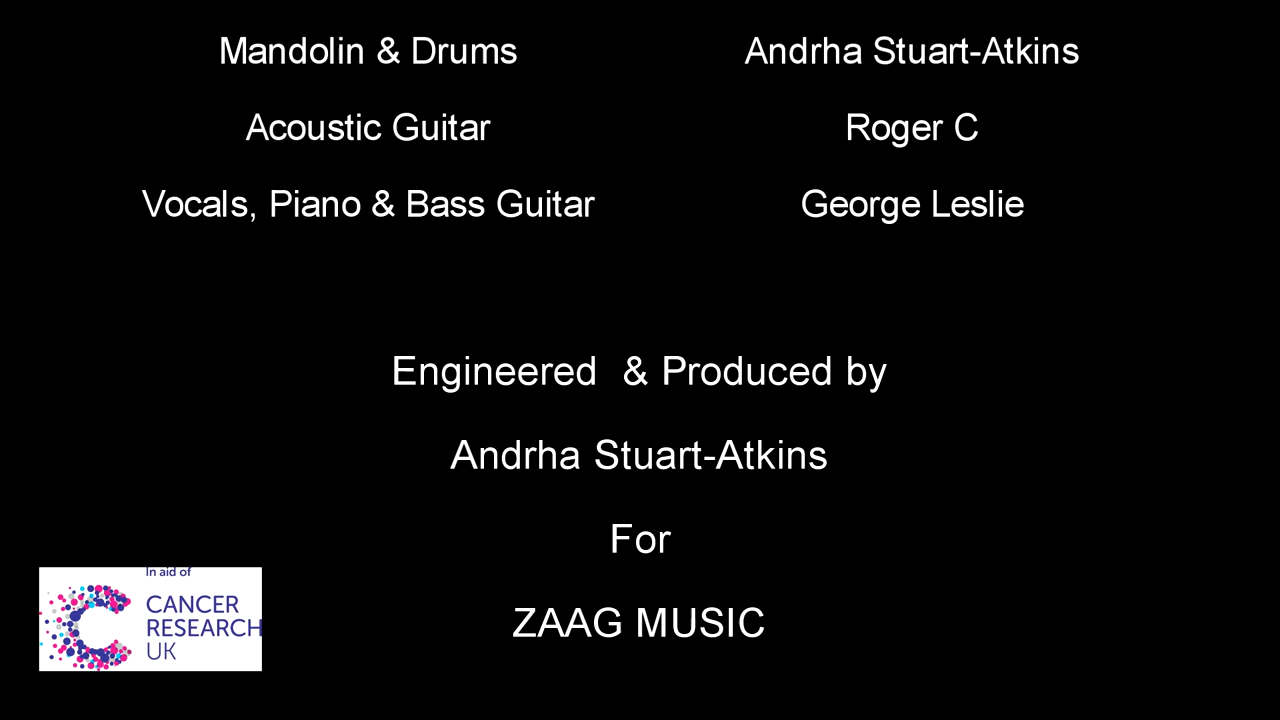 Mandolin & Drums Andrha Stuart-Atkins
Acoustic Guitar Roger C
Vocals, Piano & Bass Guitar George Leslie
Engineered & Produced by
Andrha Stuart-Atkins
For
ZAAG MUSIC
In aid of
CANCER
RESEARCH
UK